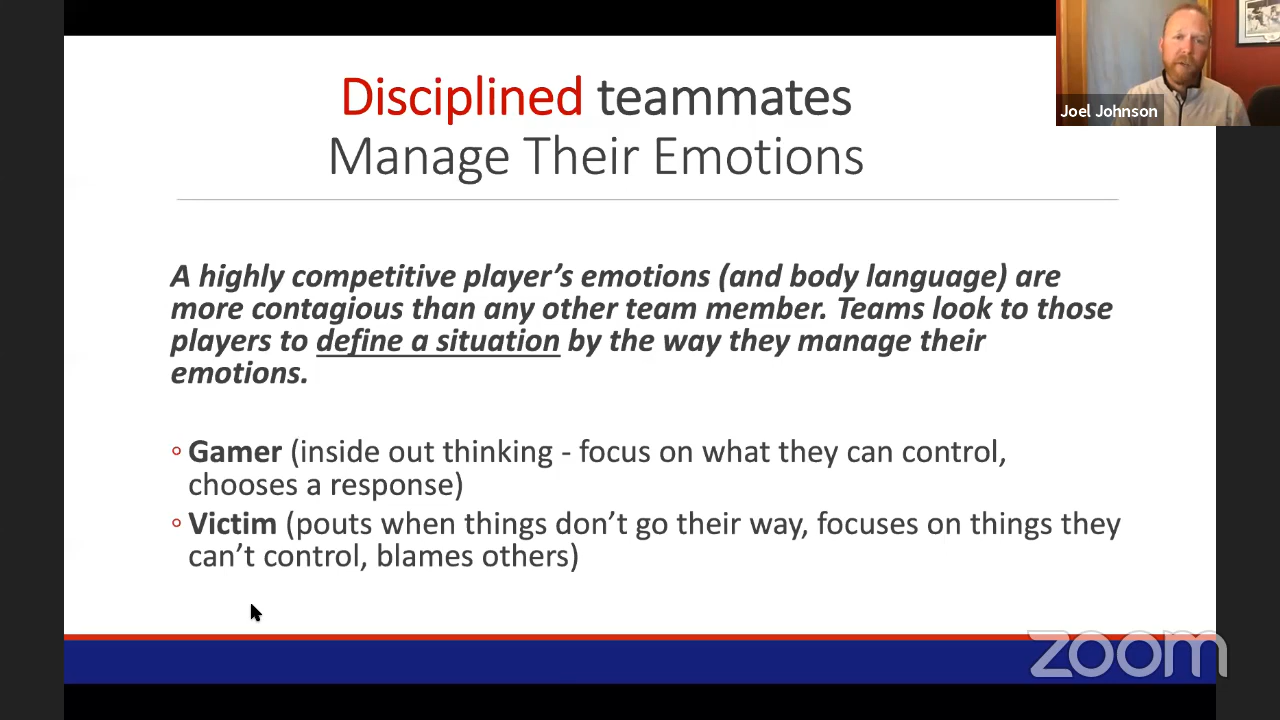 Disciplined teammates
Manage Their Emotions
Joel Johnson
A highly competitive player’s emotions (and body language) are
more contagious than any other team member. Teams look to those
players to define a situation by the way they manage their
emotions.
◦ Gamer (inside out thinking - focus on what they can control,
chooses a response)
◦ Victim (pouts when things don’t go their way, focuses on things they
can’t control, blames others)
zoom